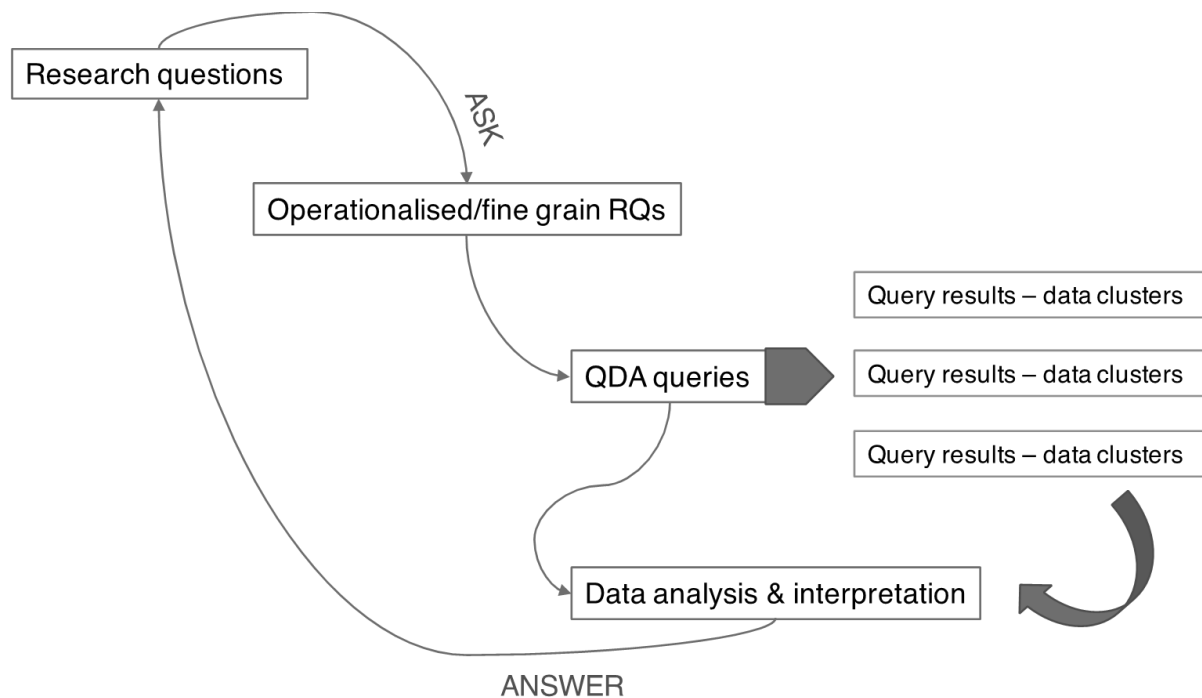 Research questions
ASK
Operationalised/fine grain RQs
Query results – data clusters
QDA queries
Query results – data clusters
Query results – data clusters
Data analysis & interpretation
ANSWER